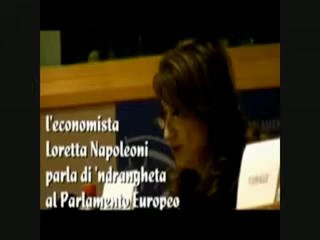 l'economista
Loretta Napoleoni
parla di 'ndrangheta
al Parlamento Europeo